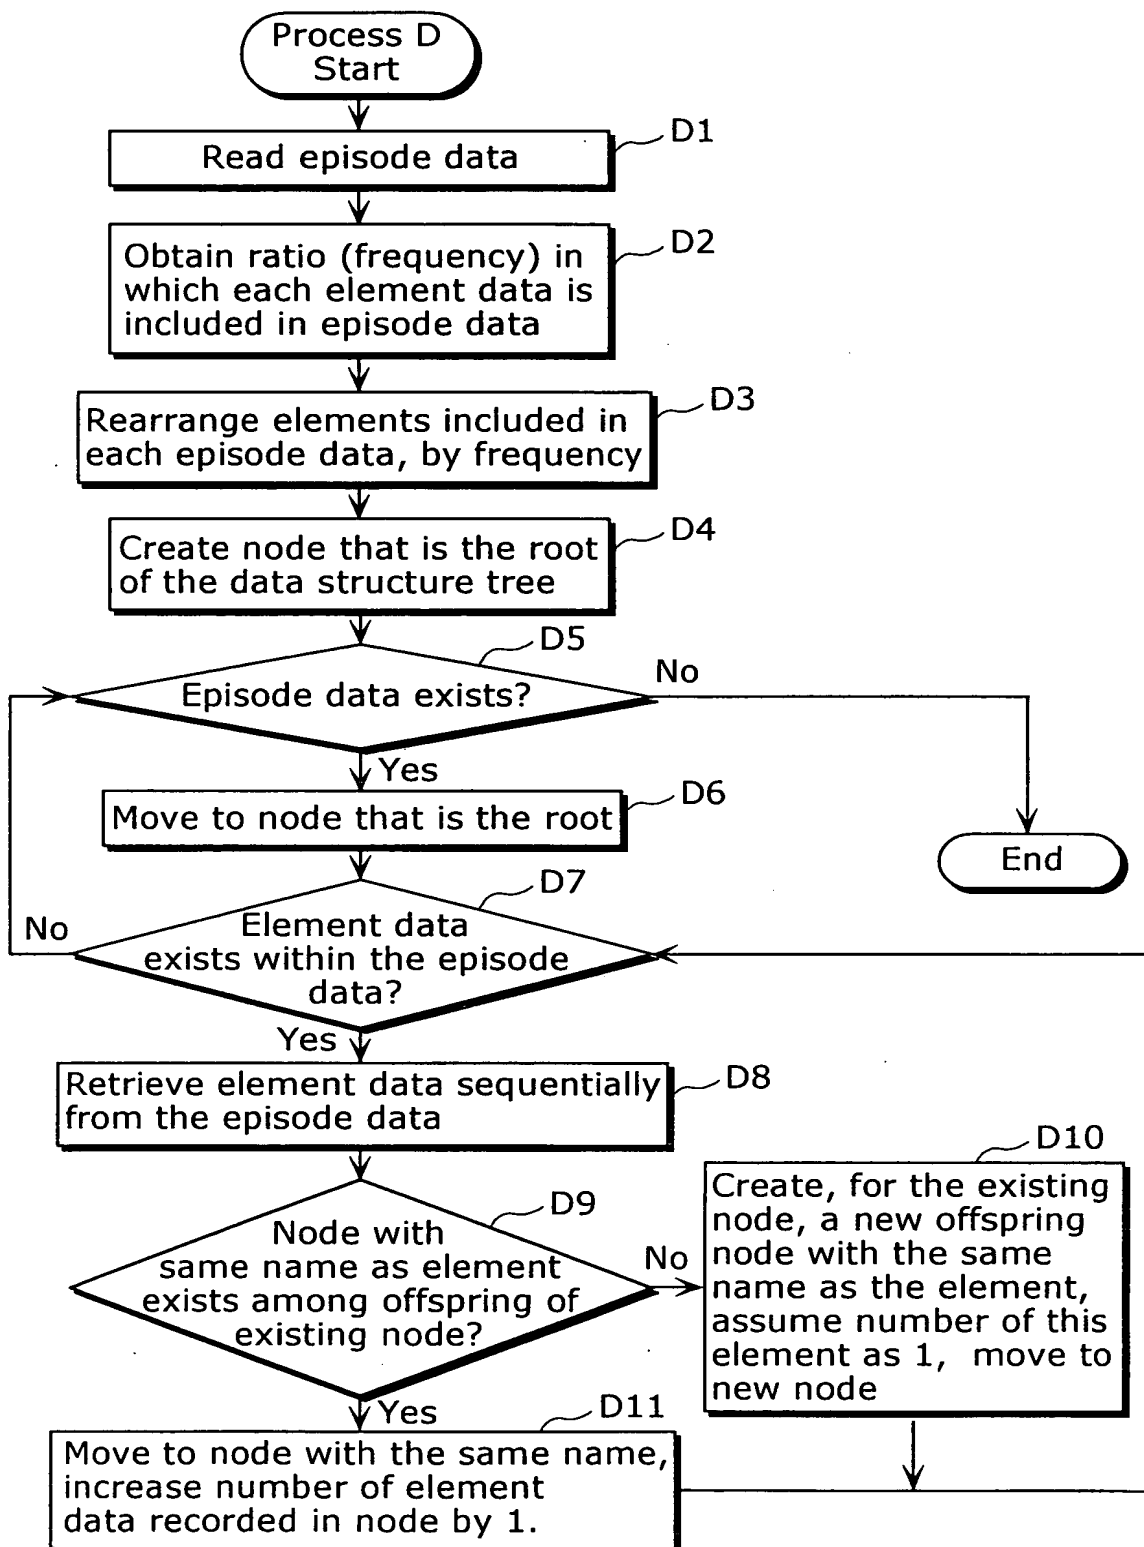 Process D
Start
D1
Read episode data
D2
Obtain ratio (frequency) in
which each element data is
included in episode data
D3
Rearrange elements included in
each episode data, by frequency
D4
Create node that is the root
of the data structure tree
D5
Episode data exists?
No
Yes
D6
Move to node that is the root
End
D7
Element data
exists within the episode
data?
No
Yes
D8
Retrieve element data sequentially
from the episode data
D9
Node with
same name as element
exists among offspring of
existing node?
No
D10
Create, for the existing
node, a new offspring
node with the same
name as the element,
assume number of this
element as 1, move to
new node
Yes
D11
Move to node with the same name,
increase number of element
data recorded in node by 1.